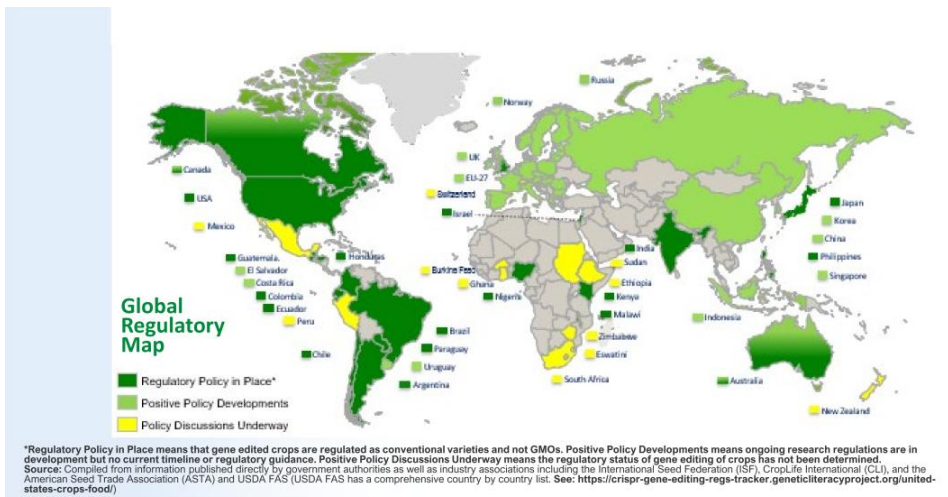 Russia
Norway
UK
EU-27
Switzerland
Israel
Canada
USA
Mexico
Japan
Korea
China
Philippines
Singapore
India
Sudan
Ethiopia
Kenya
Malawi
Zimbabwe
Eswatini
South Africa
Indonesia
Australia
New Zealand
Guatemala.
Honduras
El Salvador
Costa Rica
Colombia
Ecuador
Peru
Burkina Faso
Ghana
Nigeria
Chile
Brazil
Paraguay
Uruguay
Argentina
Global
Regulatory
Map
Regulatory Policy in Place*
Positive Policy Developments
Policy Discussions Underway
*Regulatory Policy in Place means that gene edited crops are regulated as conventional varieties and not GMOs. Positive Policy Developments means ongoing research regulations are in
development but no current timeline or regulatory guidance. Positive Policy Discussions Underway means the regulatory status of gene editing of crops has not been determined.
Source: Compiled from information published directly by government authorities as well as industry associations including the International Seed Federation (ISF), CropLife International (CLI), and the
American Seed Trade Association (ASTA) and USDA FAS (USDA FAS has a comprehensive country by country list. See: https://crispr-gene-editing-regs-tracker.geneticliteracyproject.org/united-
states-crops-food/)